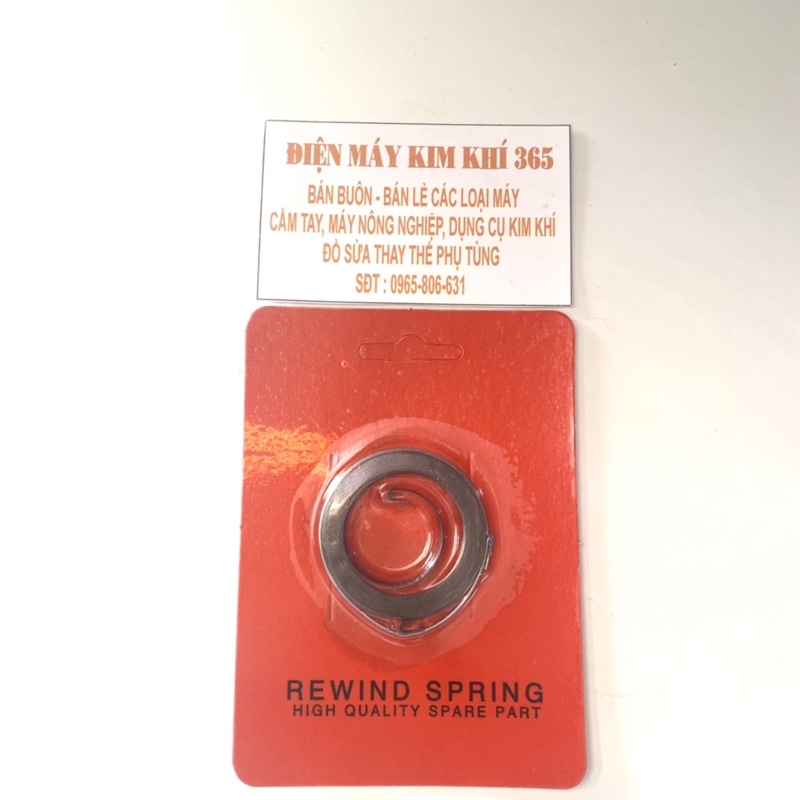 ĐIỆN MÁY KIM KHÍ 365
BÁN BUÔN - BÁN LẺ CÁC LOẠI MÁY
CẦM TAY, MÁY NÔNG NGHIỆP, DỤNG CỤ KIM KHÍ
ĐỒ SỬA THAY THẾ PHỤ TÙNG
SĐT : 0965-806-631
REWIND SPRING
HIGH QUALITY SPARE PART